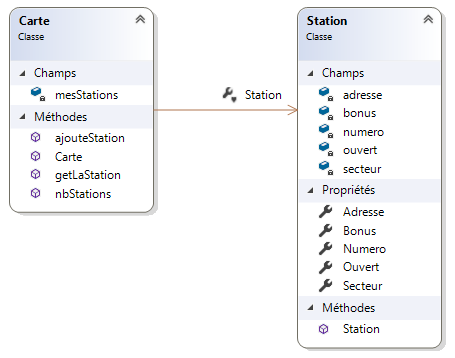 Carte
Classe
Champs
mesStations
Méthodes
ajouteStation
Carte
getLaStation
nbStations
Station
Station
Classe
Champs
adresse
bonus
numero
ouvert
secteur
Propriétés
Adresse
Bonus
Numero
Ouvert
Secteur
Méthodes
Station